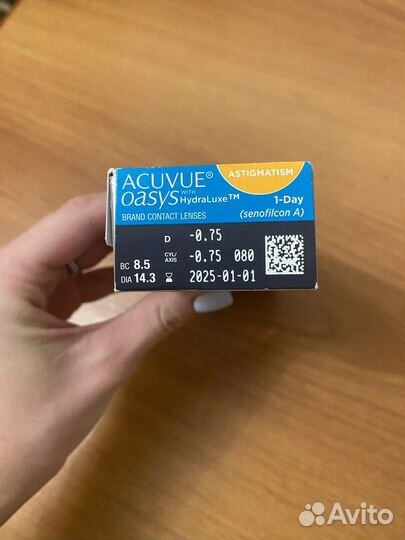 ACUVUE® ASTIGMATISM
OASYS WITH HydraLuxe™ 1-Day
BRAND CONTACT LENSES (senofilcon A)
D -0.75
BC 8.5 CYL/AXIS -0.75 080
DIA 14.3 2025-01-01
Avito